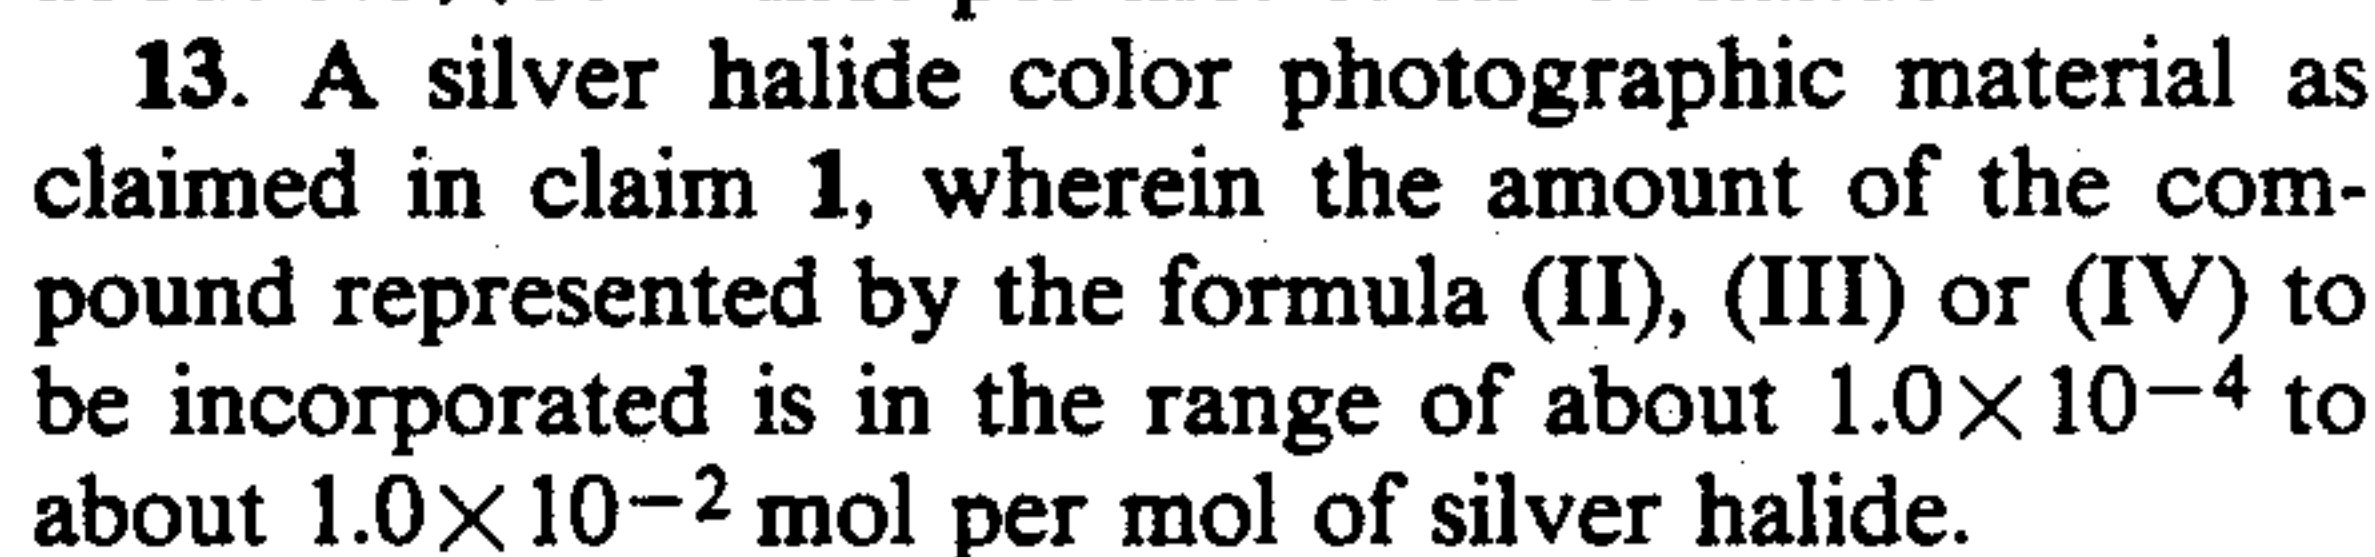 13. A silver halide color photographic material as
claimed in claim 1, wherein the amount of the com-
pound represented by the formula (II), (III) or (IV) to
be incorporated is in the range of about 1.0×10⁻⁴ to
about 1.0×10⁻² mol per mol of silver halide.